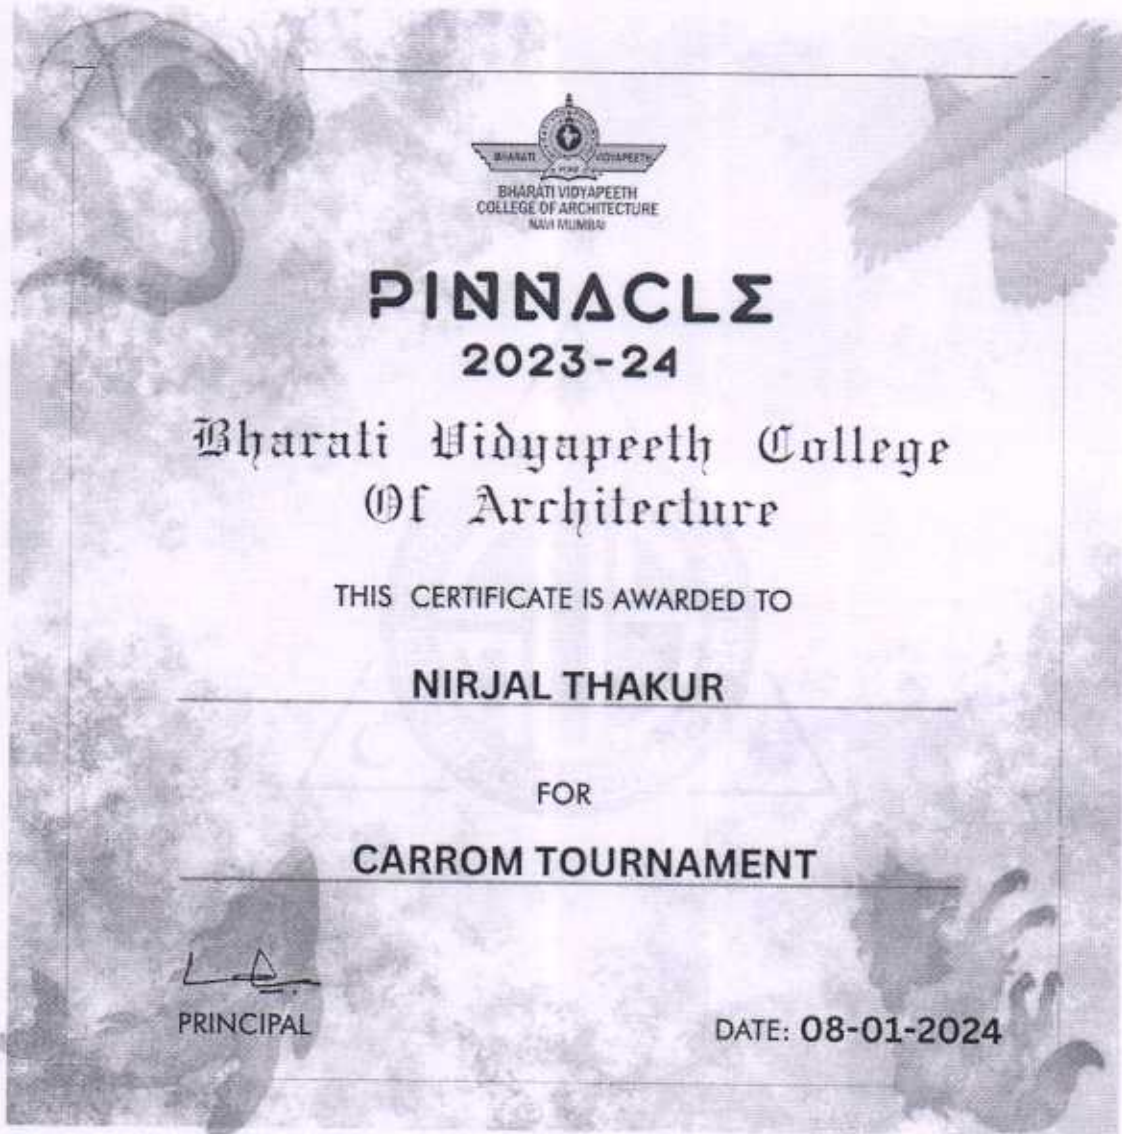 BHARATI VIDYAPEETH
PUNE
BHARATI VIDYAPEETH
COLLEGE OF ARCHITECTURE
NAVI MUMBAI
PINNACLE
2023-24
Bharati Vidyapeeth College
Of Architecture
THIS CERTIFICATE IS AWARDED TO
NIRJAL THAKUR
FOR
CARROM TOURNAMENT
PRINCIPAL
DATE: 08-01-2024